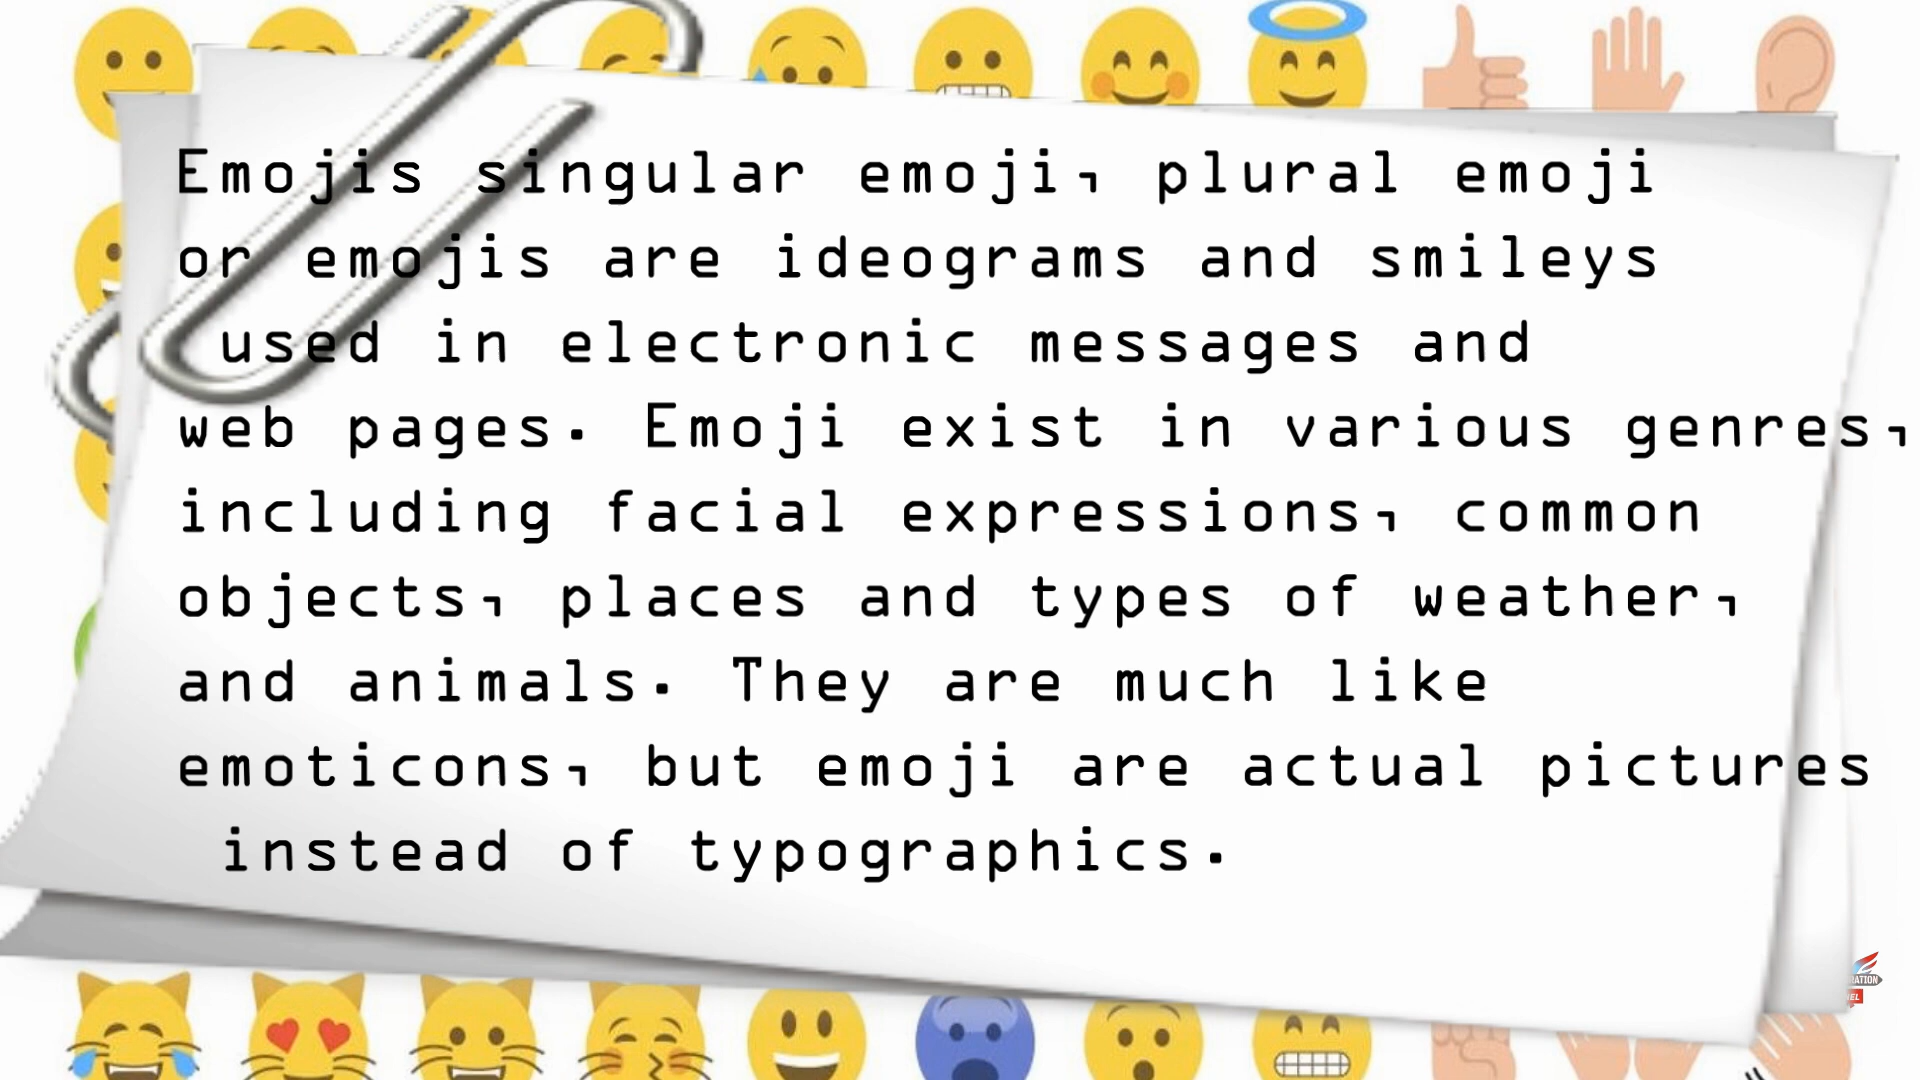 Emojis singular emoji, plural emoji
or emojis are ideograms and smileys
used in electronic messages and
web pages. Emoji exist in various genres,
including facial expressions, common
objects, places and types of weather,
and animals. They are much like
emoticons, but emoji are actual pictures
instead of typographics.